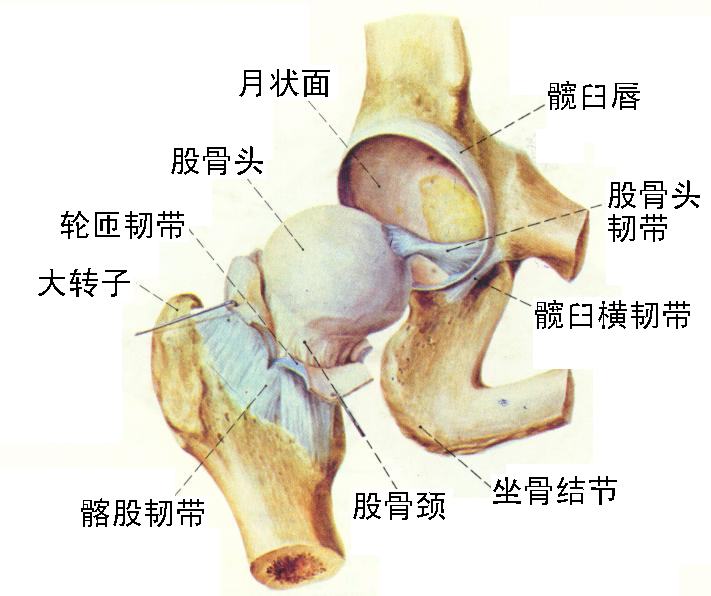 月状面
髋臼唇
股骨头
股骨头
韧带
轮匝韧带
大转子
髋臼横韧带
髂股韧带
股骨颈
坐骨结节